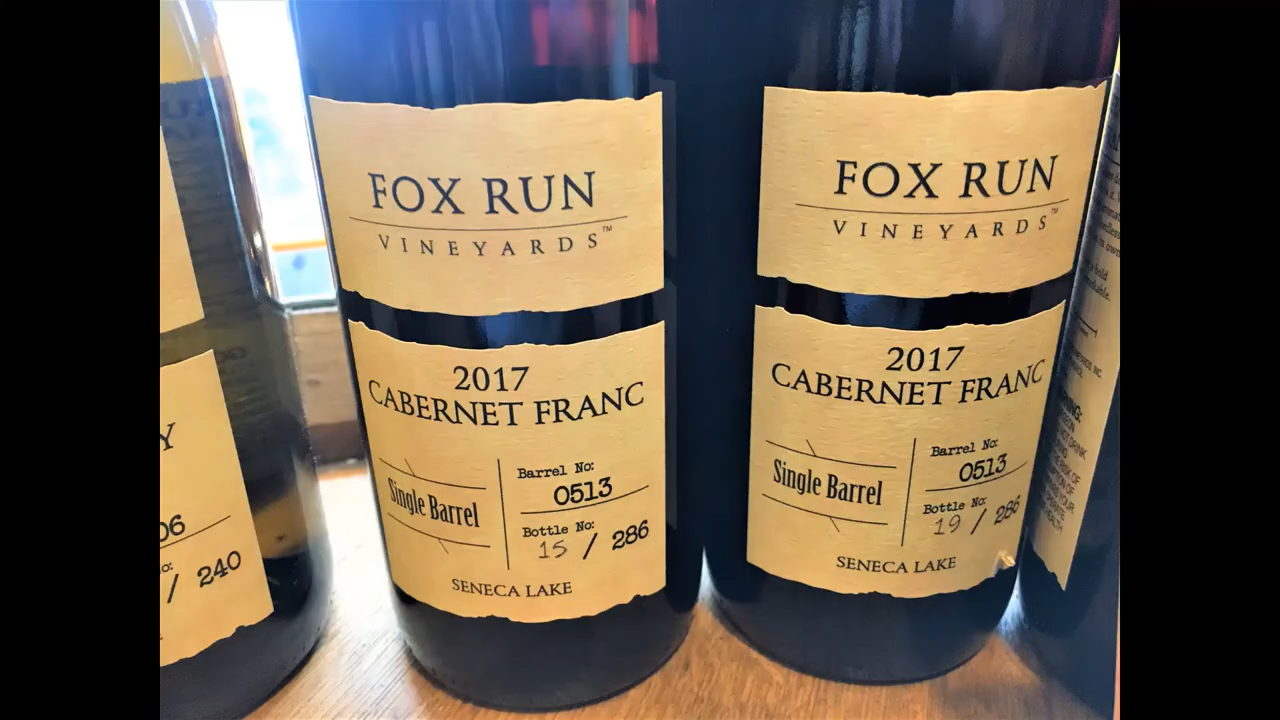 Y
06
/ 240
FOX RUN
VINEYARDS™
2017
CABERNET FRANC
Single Barrel
Barrel No:
0513
Bottle No:
15 / 286
SENECA LAKE
FOX RUN
VINEYARDS™
2017
CABERNET FRANC
Single Barrel
Barrel No:
0513
Bottle No:
19 / 286
SENECA LAKE